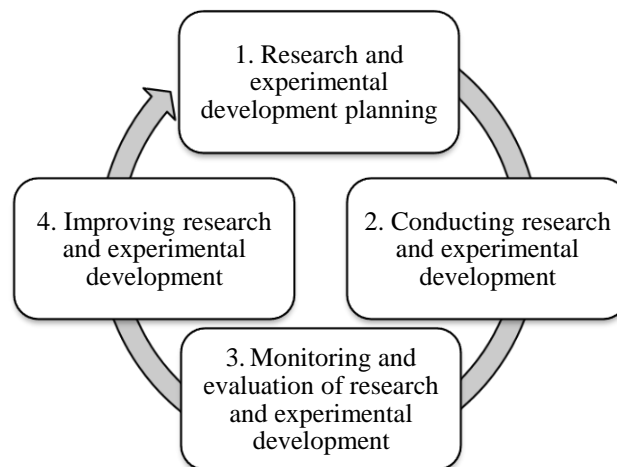 1. Research and
experimental
development planning
2. Conducting research
and experimental
development
3. Monitoring and
evaluation of research
and experimental
development
4. Improving research
and experimental
development